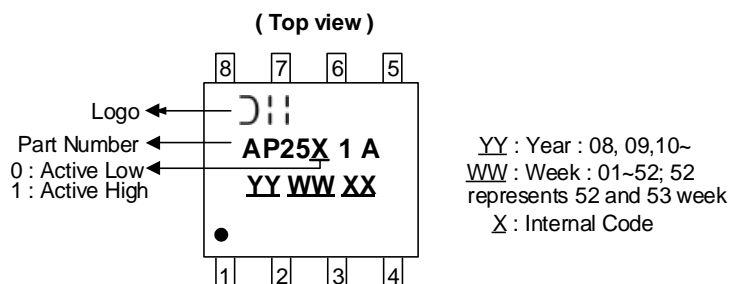 ( Top view )
8 7 6 5
Logo
Part Number
0 : Active Low
1 : Active High
AP25X 1 A
YY WW XX
1 2 3 4
YY : Year : 08, 09,10~
WW : Week : 01~52; 52
represents 52 and 53 week
X : Internal Code